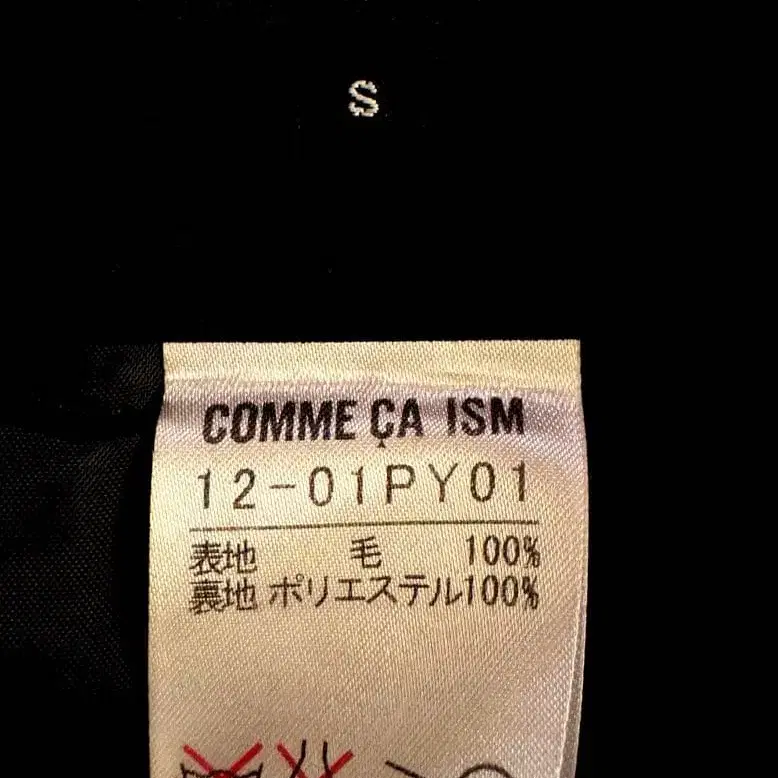 S
COMME ÇA ISM
12-01PY01
表地 毛 100%
裏地 ポリエステル100%